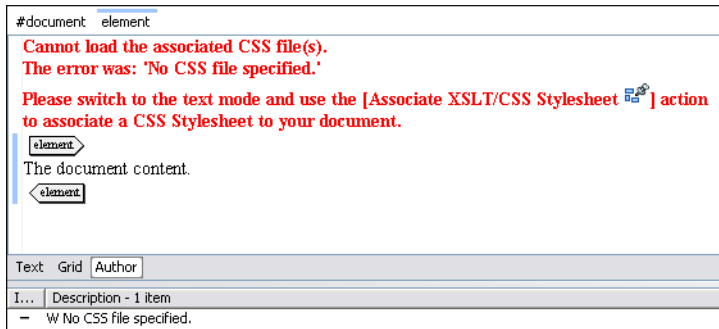 #document element
Cannot load the associated CSS file(s).
The error was: 'No CSS file specified.'
Please switch to the text mode and use the [Associate XSLT/CSS Stylesheet ] action
to associate a CSS Stylesheet to your document.
element
The document content.
element
Text Grid Author
I... Description - 1 item
W No CSS file specified.